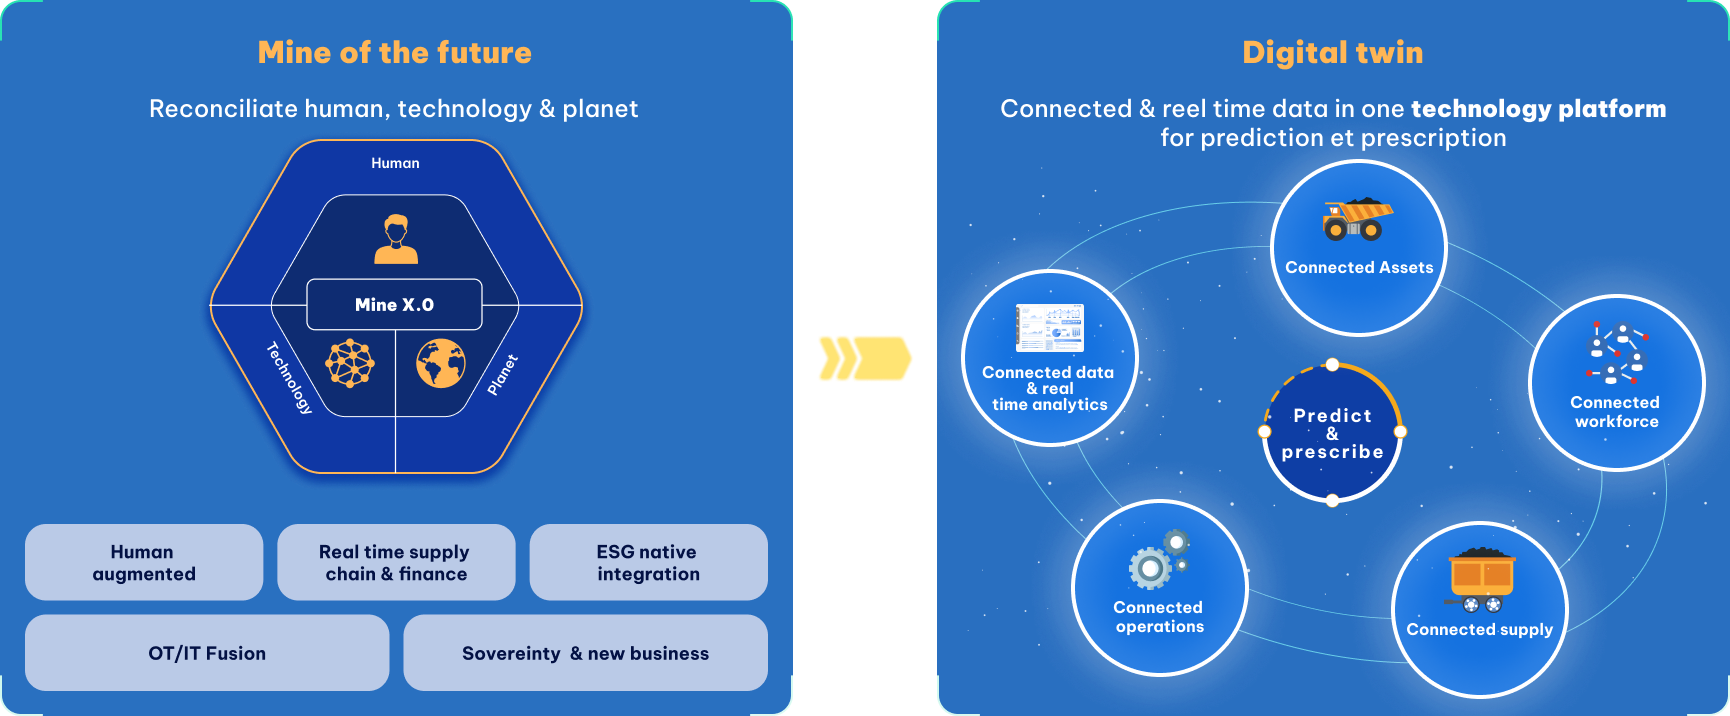 Mine of the future
Reconciliate human, technology & planet
Human
Mine X.0
Technology
Planet
Human
augmented
Real time supply
chain & finance
ESG native
integration
OT/IT Fusion
Sovereinty & new business
Digital twin
Connected & reel time data in one technology platform
for prediction et prescription
Connected Assets
Connected data
& real
time analytics
Connected
workforce
Predict
&
prescribe
Connected
operations
Connected supply